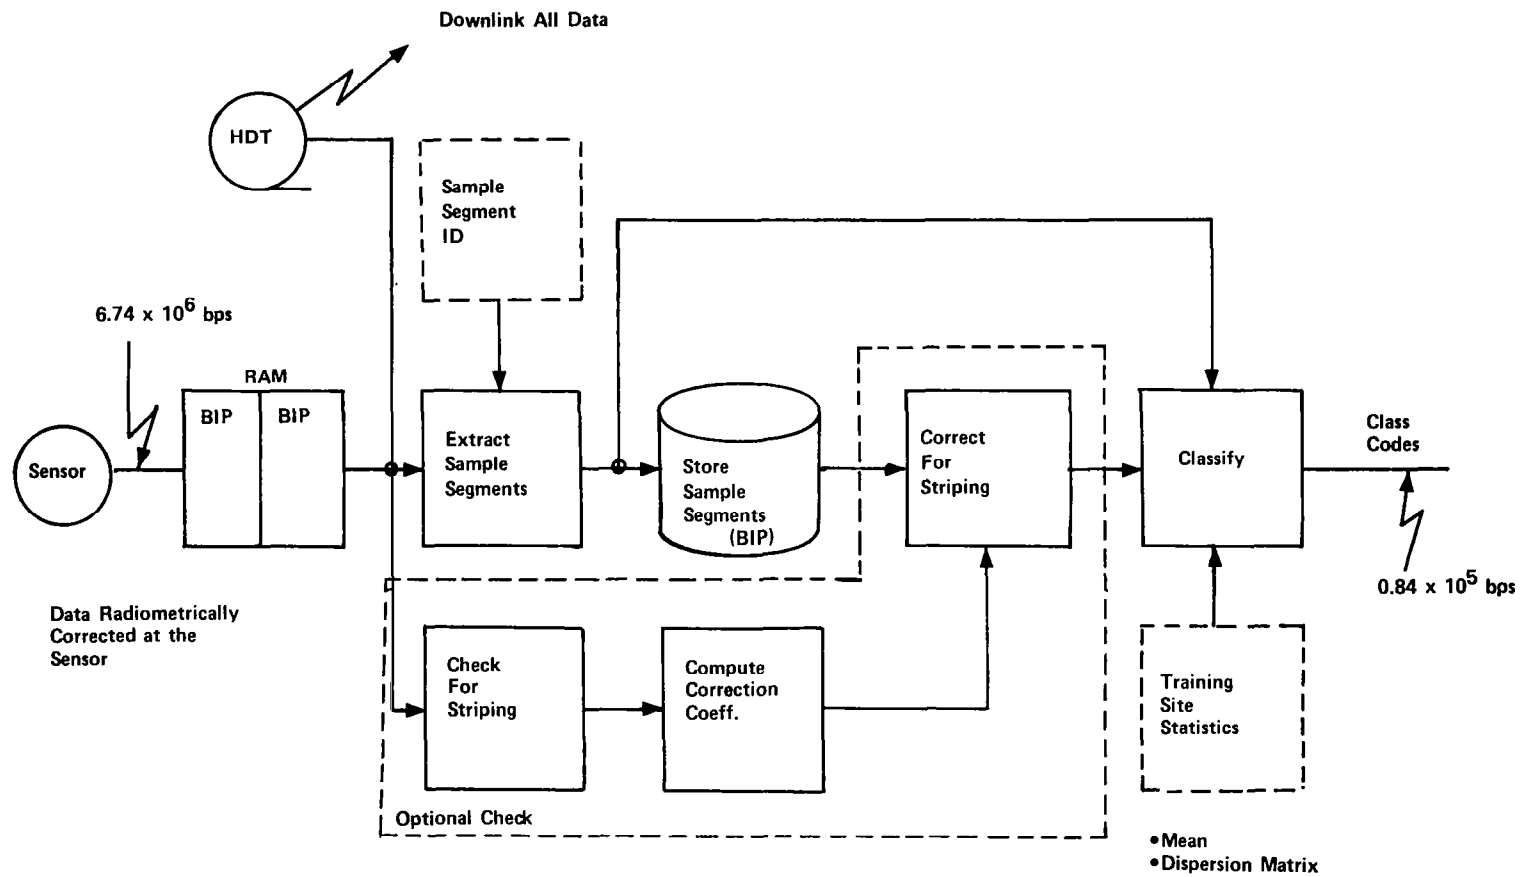 Downlink All Data
HDT
Sample
Segment
ID
6.74 x 10^6 bps
RAM
BIP
BIP
Sensor
Extract
Sample
Segments
Store
Sample
Segments
(BIP)
Correct
For
Striping
Classify
Class
Codes
0.84 x 10^5 bps
Data Radiometrically
Corrected at the
Sensor
Check
For
Striping
Compute
Correction
Coeff.
Training
Site
Statistics
Optional Check
•Mean
•Dispersion Matrix